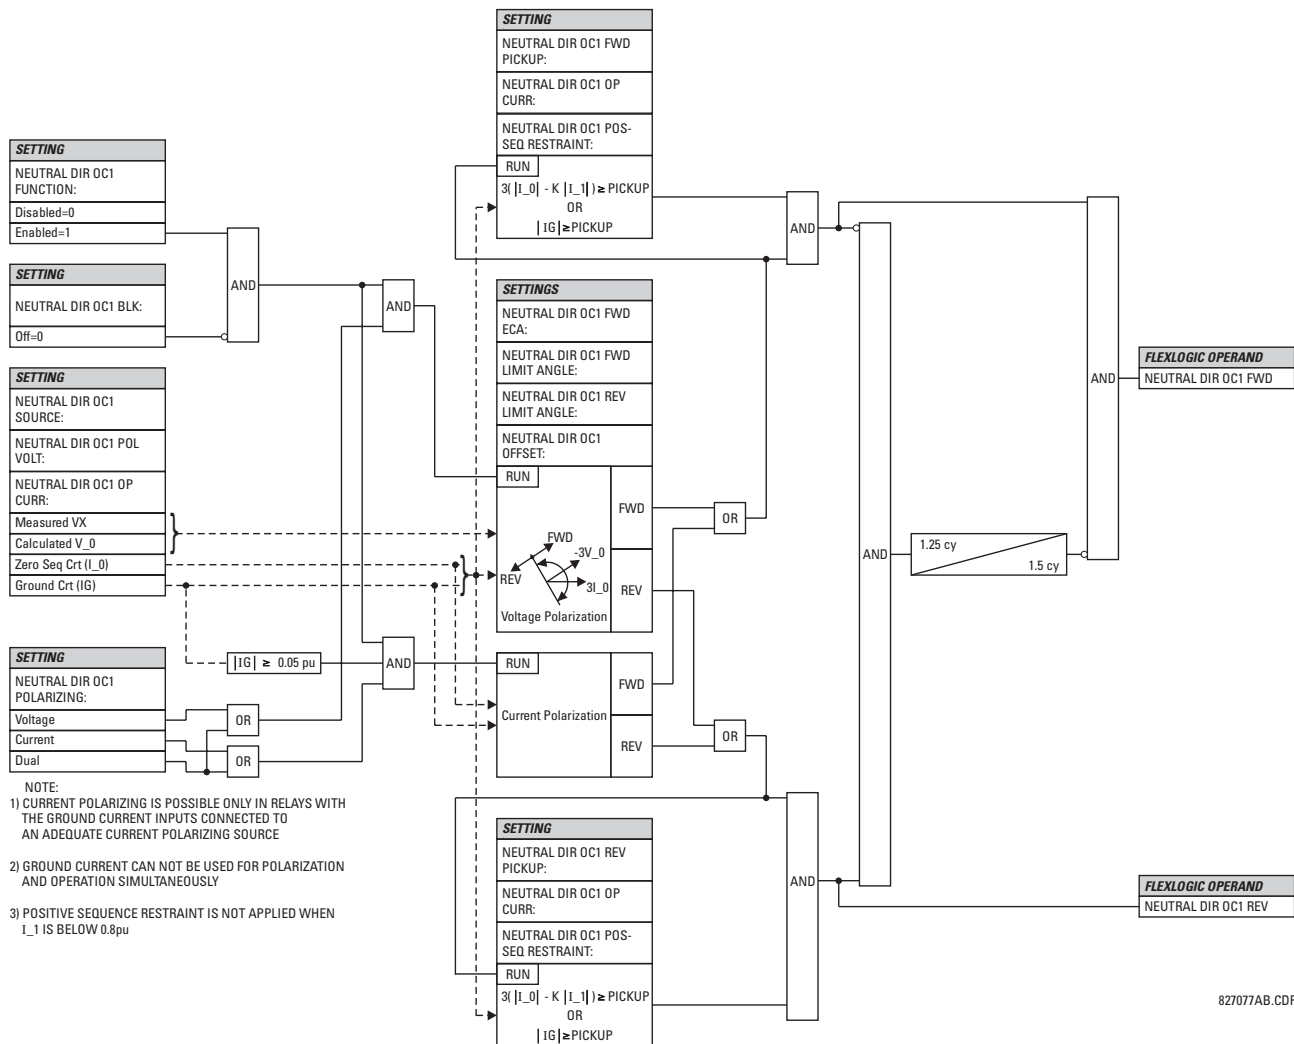 SETTING
NEUTRAL DIR OC1
FUNCTION:
Disabled=0
Enabled=1
SETTING
NEUTRAL DIR OC1 BLK:
Off=0
SETTING
NEUTRAL DIR OC1
SOURCE:
NEUTRAL DIR OC1 POL
VOLT:
NEUTRAL DIR OC1 OP
CURR:
Measured VX
Calculated V_0
Zero Seq Crt (I_0)
Ground Crt (IG)
SETTING
NEUTRAL DIR OC1
POLARIZING:
Voltage
Current
Dual
OR
OR
NOTE:
1) CURRENT POLARIZING IS POSSIBLE ONLY IN RELAYS WITH
THE GROUND CURRENT INPUTS CONNECTED TO
AN ADEQUATE CURRENT POLARIZING SOURCE
2) GROUND CURRENT CAN NOT BE USED FOR POLARIZATION
AND OPERATION SIMULTANEOUSLY
3) POSITIVE SEQUENCE RESTRAINT IS NOT APPLIED WHEN
I_1 IS BELOW 0.8pu
AND
AND
|IG| ≥ 0.05 pu
AND
SETTING
NEUTRAL DIR OC1 FWD
PICKUP:
NEUTRAL DIR OC1 OP
CURR:
NEUTRAL DIR OC1 POS-
SEQ RESTRAINT:
RUN
3( |I_0| - K |I_1| ) ≥ PICKUP
OR
|IG| ≥ PICKUP
SETTINGS
NEUTRAL DIR OC1 FWD
ECA:
NEUTRAL DIR OC1 FWD
LIMIT ANGLE:
NEUTRAL DIR OC1 REV
LIMIT ANGLE:
NEUTRAL DIR OC1
OFFSET:
RUN
FWD
FWD
-3V_0
REV
3I_0
REV
Voltage Polarization
RUN
FWD
Current Polarization
REV
SETTING
NEUTRAL DIR OC1 REV
PICKUP:
NEUTRAL DIR OC1 OP
CURR:
NEUTRAL DIR OC1 POS-
SEQ RESTRAINT:
RUN
3( |I_0| - K |I_1| ) ≥ PICKUP
OR
|IG| ≥ PICKUP
OR
OR
AND
AND
AND
1.25 cy
1.5 cy
AND
FLEXLOGIC OPERAND
NEUTRAL DIR OC1 FWD
FLEXLOGIC OPERAND
NEUTRAL DIR OC1 REV
827077AB.CDR